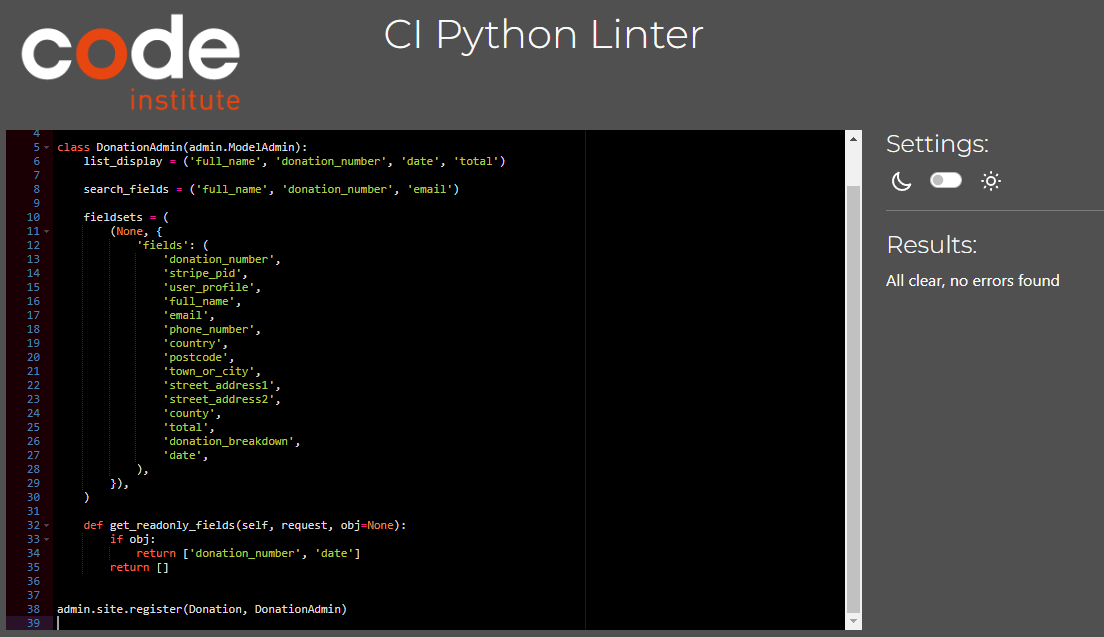 code
institute
CI Python Linter
4
5 class DonationAdmin(admin.ModelAdmin):
6     list_display = ('full_name', 'donation_number', 'date', 'total')
7
8     search_fields = ('full_name', 'donation_number', 'email')
9
10     fieldsets = (
11         (None, {
12             'fields': (
13                 'donation_number',
14                 'stripe_pid',
15                 'user_profile',
16                 'full_name',
17                 'email',
18                 'phone_number',
19                 'country',
20                 'postcode',
21                 'town_or_city',
22                 'street_address1',
23                 'street_address2',
24                 'county',
25                 'total',
26                 'donation_breakdown',
27                 'date',
28             ),
29         }),
30     )
31
32     def get_readonly_fields(self, request, obj=None):
33         if obj:
34             return ['donation_number', 'date']
35         return []
36
37
38 admin.site.register(Donation, DonationAdmin)
39
Settings:
Results:
All clear, no errors found